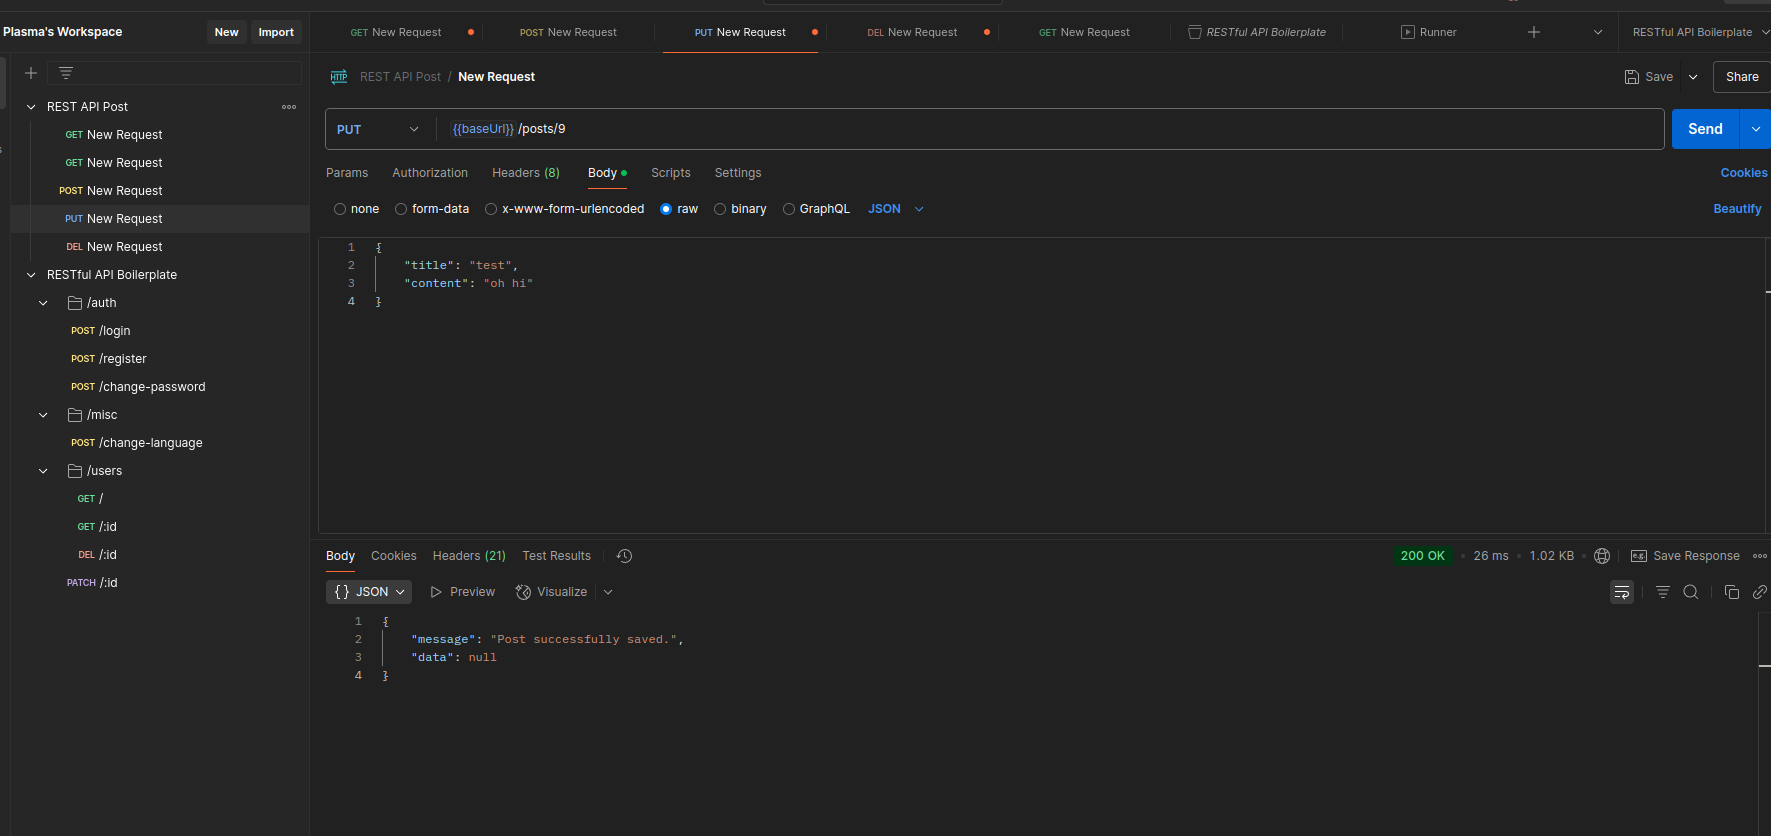 Plasma's Workspace
New
Import
GET New Request
POST New Request
PUT New Request
DEL New Request
GET New Request
RESTful API Boilerplate
Runner
RESTful API Boilerplate
REST API Post / New Request
Save
Share
REST API Post
GET New Request
GET New Request
POST New Request
PUT New Request
DEL New Request
RESTful API Boilerplate
/auth
POST /login
POST /register
POST /change-password
/misc
POST /change-language
/users
GET /
GET /:id
DEL /:id
PATCH /:id
PUT
{{baseUrl}} /posts/9
Send
Params
Authorization
Headers (8)
Body
Scripts
Settings
Cookies
none
form-data
x-www-form-urlencoded
raw
binary
GraphQL
JSON
Beautify
1 {
2 "title": "test",
3 "content": "oh hi"
4 }
Body
Cookies
Headers (21)
Test Results
200 OK
26 ms
1.02 KB
e.g.
Save Response
{} JSON
Preview
Visualize
1 {
2 "message": "Post successfully saved.",
3 "data": null
4 }